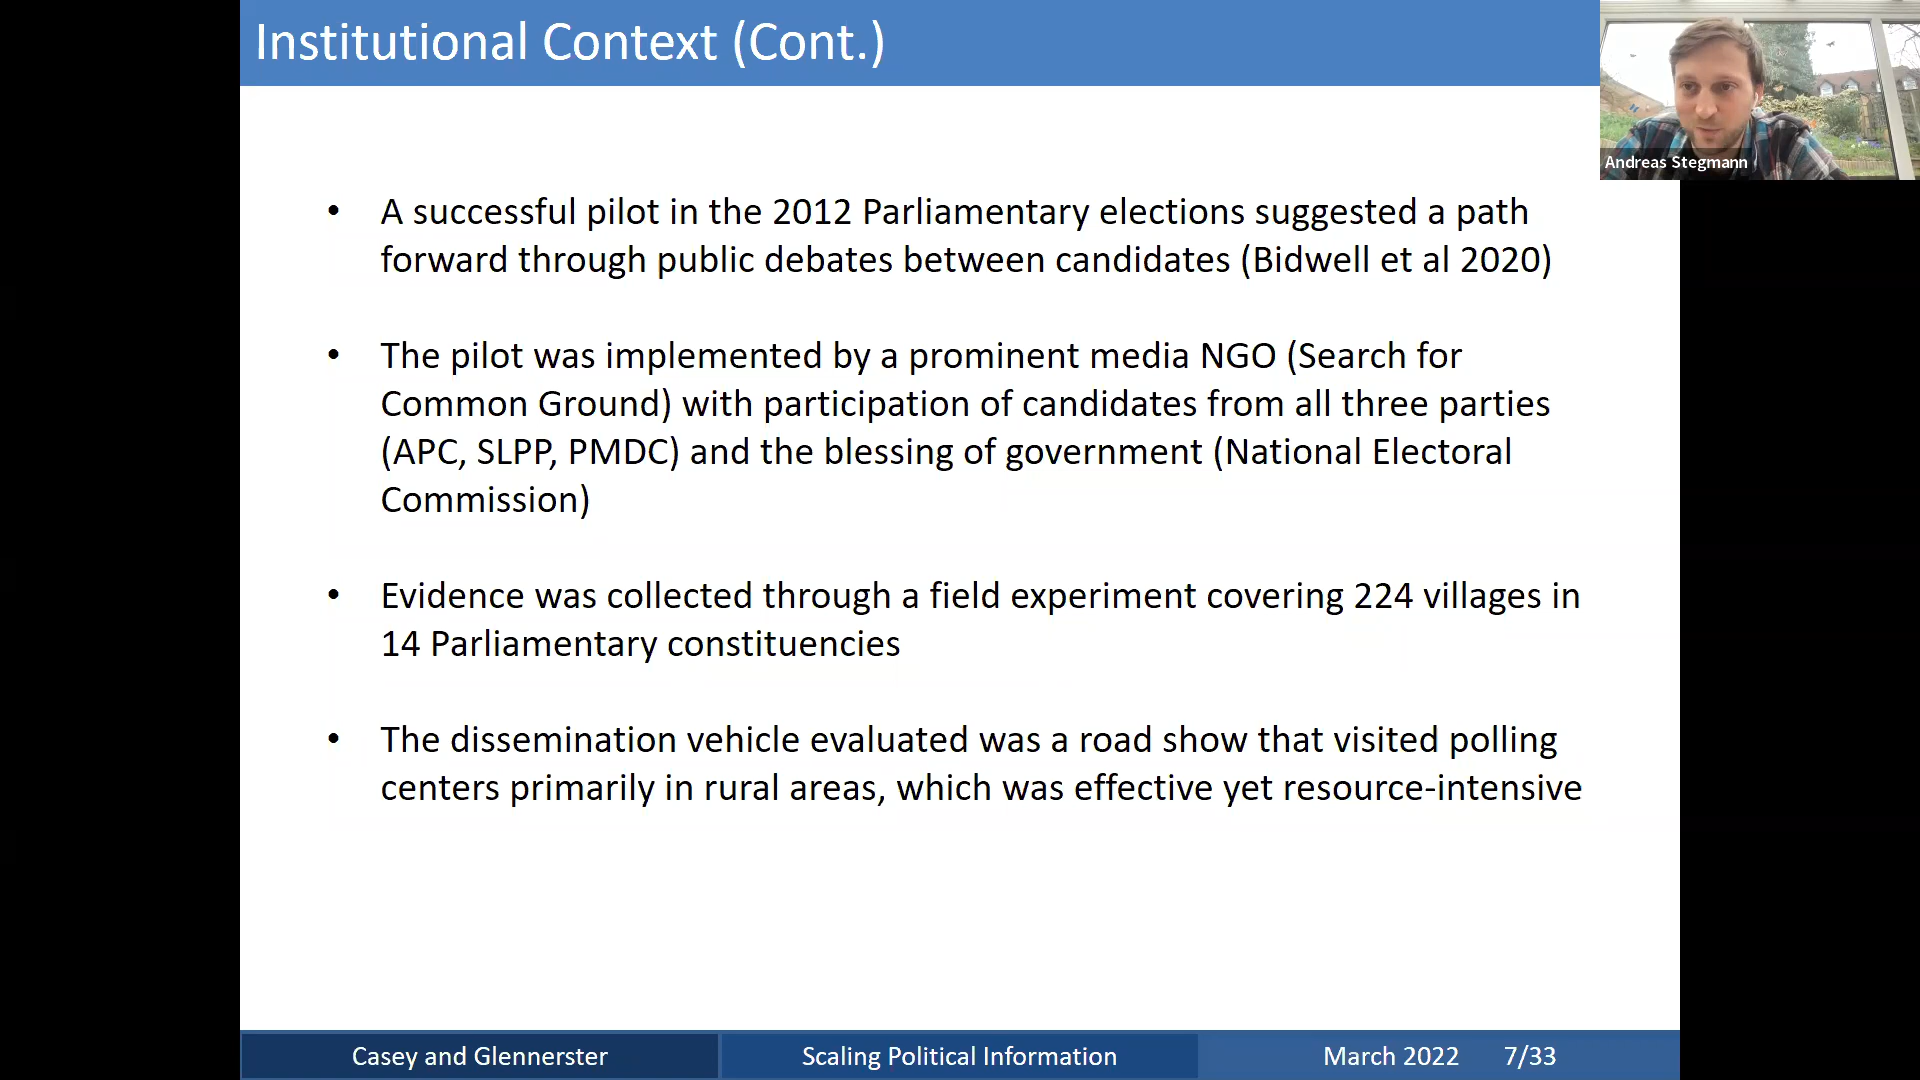 Institutional Context (Cont.)
Andreas Stegmann
• A successful pilot in the 2012 Parliamentary elections suggested a path
forward through public debates between candidates (Bidwell et al 2020)
• The pilot was implemented by a prominent media NGO (Search for
Common Ground) with participation of candidates from all three parties
(APC, SLPP, PMDC) and the blessing of government (National Electoral
Commission)
• Evidence was collected through a field experiment covering 224 villages in
14 Parliamentary constituencies
• The dissemination vehicle evaluated was a road show that visited polling
centers primarily in rural areas, which was effective yet resource-intensive
Casey and Glennerster
Scaling Political Information
March 2022 7/33